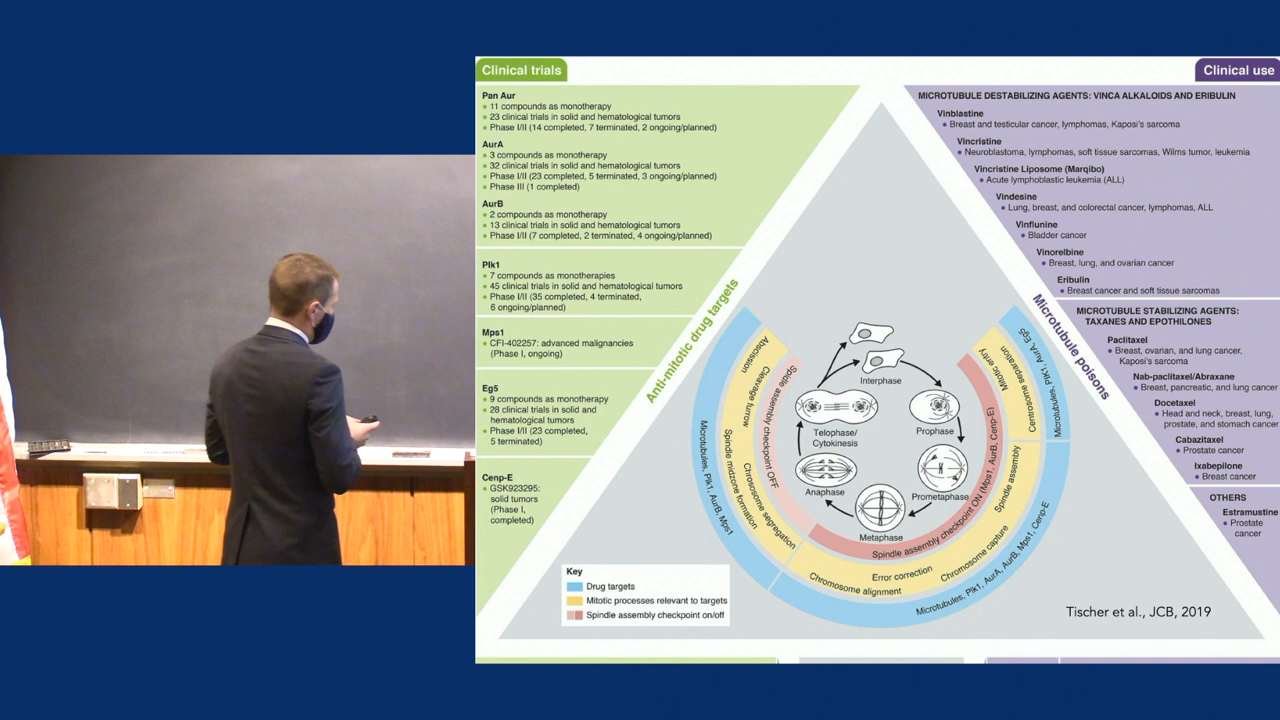 Clinical trials
Pan Aur
• 11 compounds as monotherapy
• 23 clinical trials in solid and hematological tumors
• Phase I/II (14 completed, 7 terminated, 2 ongoing/planned)
AurA
• 3 compounds as monotherapy
• 32 clinical trials in solid and hematological tumors
• Phase I/II (23 completed, 5 terminated, 3 ongoing/planned)
• Phase III (1 completed)
AurB
• 2 compounds as monotherapy
• 13 clinical trials in solid and hematological tumors
• Phase I/II (7 completed, 2 terminated, 4 ongoing/planned)
Plk1
• 7 compounds as monotherapies
• 45 clinical trials in solid and hematological tumors
• Phase I/II (35 completed, 4 terminated,
6 ongoing/planned)
Mps1
• CFI-402257: advanced malignancies
(Phase I, ongoing)
Eg5
• 9 compounds as monotherapy
• 28 clinical trials in solid and
hematological tumors
• Phase I/II (23 completed,
5 terminated)
Cenp-E
• GSK923295:
solid tumors
(Phase I,
completed)
Anti-mitotic drug targets
Clinical use
MICROTUBULE DESTABILIZING AGENTS: VINCA ALKALOIDS AND ERIBULIN
Vinblastine
• Breast and testicular cancer, lymphomas, Kaposi's sarcoma
Vincristine
• Neuroblastoma, lymphomas, soft tissue sarcomas, Wilms tumor, leukemia
Vincristine Liposome (Marqibo)
• Acute lymphoblastic leukemia (ALL)
Vindesine
• Lung, breast, and colorectal cancer, lymphomas, ALL
Vinflunine
• Bladder cancer
Vinorelbine
• Breast, lung, and ovarian cancer
Eribulin
• Breast cancer and soft tissue sarcomas
MICROTUBULE STABILIZING AGENTS:
TAXANES AND EPOTHILONES
Paclitaxel
• Breast, ovarian, and lung cancer,
Kaposi's sarcoma
Nab-paclitaxel/Abraxane
• Breast, pancreatic, and lung cancer
Docetaxel
• Head and neck, breast, lung,
prostate, and stomach cancer
Cabazitaxel
• Prostate cancer
Ixabepilone
• Breast cancer
OTHERS
Estramustine
• Prostate
cancer
Microtubule poisons
Interphase
Prophase
Prometaphase
Metaphase
Anaphase
Telophase/
Cytokinesis
Spidle assembly checkpoint OFF
Spindle assembly checkpoint ON (Mps1, AurB, Cenp-E)
Abscission
Cleavage furrow
Spindle midzone formation
Chromosome segregation
Mitotic entry
Centrosome separation
Spindle assembly
Chromosome capture
Error correction
Chromosome alignment
Microtubules, Plk1, AurB, Mps1
Microtubules, Plk1, AurA, Eg5
Microtubules, Plk1, AurA, AurB, Mps1, Cenp-E
Key
Drug targets
Mitotic processes relevant to targets
Spindle assembly checkpoint on/off
Tischer et al., JCB, 2019